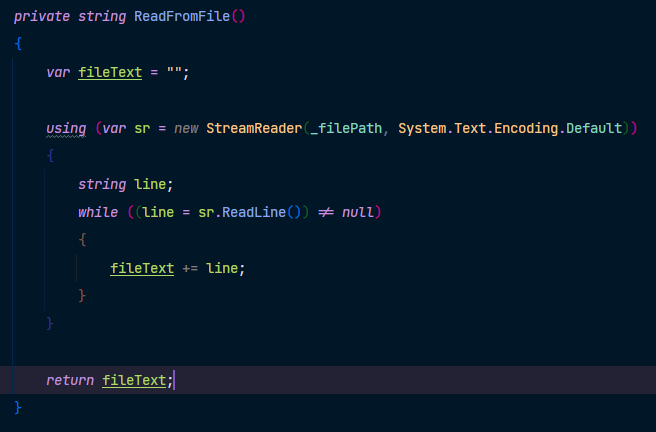 private string ReadFromFile()
{
    var fileText = "";

    using (var sr = new StreamReader(_filePath, System.Text.Encoding.Default))
    {
        string line;
        while ((line = sr.ReadLine()) != null)
        {
            fileText += line;
        }
    }

    return fileText;
}